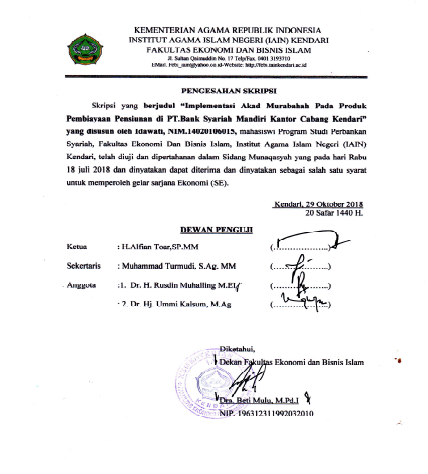 KEMENTERIAN AGAMA REPUBLIK INDONESIA
INSTITUT AGAMA ISLAM NEGERI (IAIN) KENDARI
FAKULTAS EKONOMI DAN BISNIS ISLAM
Jl. Sultan Qaimuddin No. 17 Telp/Fax. 0401 3193710
EMail. Febi_iain@yahoo.co.id-Website: http://febi.iainkendari.ac.id
PENGESAHAN SKRIPSI
Skripsi yang berjudul "Implementasi Akad Murabahah Pada Produk
Pembiayaan Pensiunan di PT.Bank Syariah Mandiri Kantor Cabang Kendari"
yang disusun oleh Idawati, NIM.14020106015, mahasiswi Program Studi Perbankan
Syariah, Fakultas Ekonomi Dan Bisnis Islam, Institut Agama Islam Negeri (IAIN)
Kendari, telah diuji dan dipertahanan dalam Sidang Munaqasyah yang pada hari Rabu
18 juli 2018 dan dinyatakan dapat diterima dan dinyatakan sebagai salah satu syarat
untuk memperoleh gelar sarjana Ekonomi (SE).
Kendari, 29 Oktober 2018
20 Safar 1440 H.
DEWAN PENGUJI
Ketua : H.Alfian Toar,SP.MM (....................)
Sekertaris : Muhammad Turmudi, S.Ag, MM (....................)
Anggota :1. Dr. H. Rusdin Muhalling M.EI (....................)
: 2. Dr. Hj. Ummi Kalsum, M.Ag (....................)
Diketahui,
Dekan Fakultas Ekonomi dan Bisnis Islam
Dra. Beti Mulu, M.Pd.I
NIP. 196312311992032010